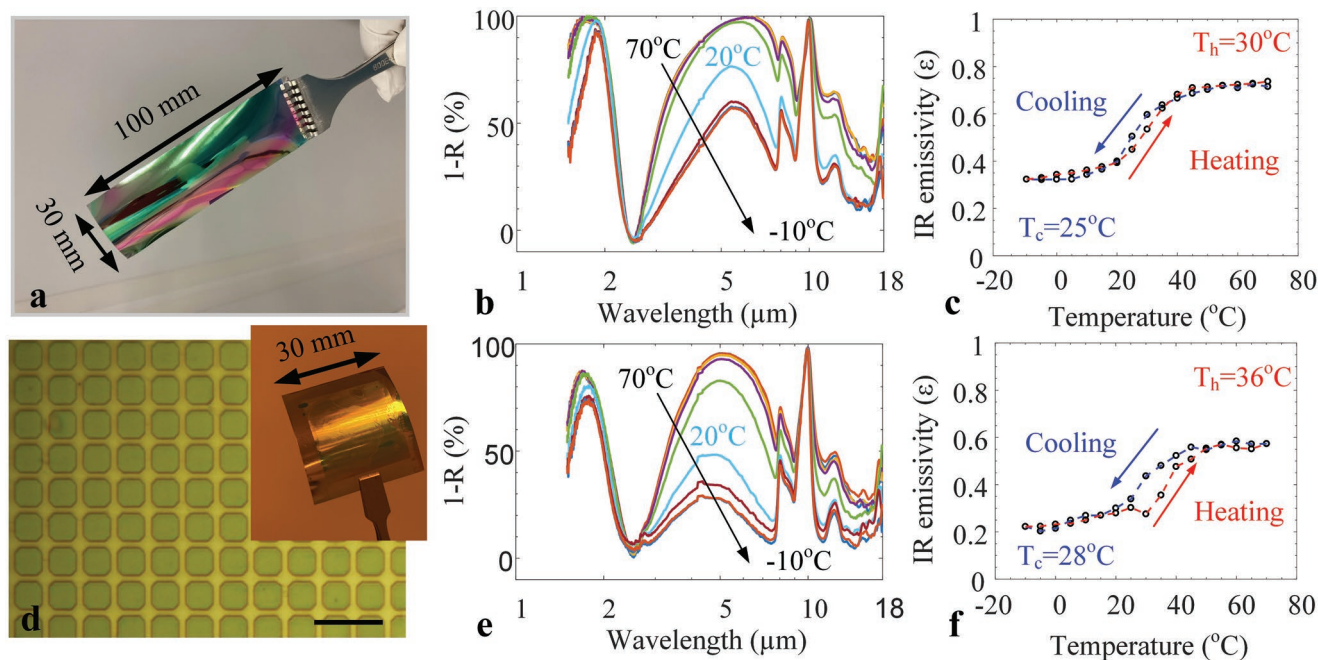 100 mm
30 mm
a
100
50
0
1-R (%)
70°C
20°C
-10°C
1
2
5
10
18
Wavelength (µm)
b
1
0.8
0.6
0.4
0.2
0
IR emissivity (ε)
Th=30°C
Cooling
Heating
Tc=25°C
-20
0
20
40
60
80
Temperature (°C)
c
30 mm
d
100
50
0
1-R (%)
70°C
20°C
-10°C
1
2
5
10
18
Wavelength (µm)
e
1
0.8
0.6
0.4
0.2
0
IR emissivity (ε)
Th=36°C
Cooling
Heating
Tc=28°C
-20
0
20
40
60
80
Temperature (°C)
f